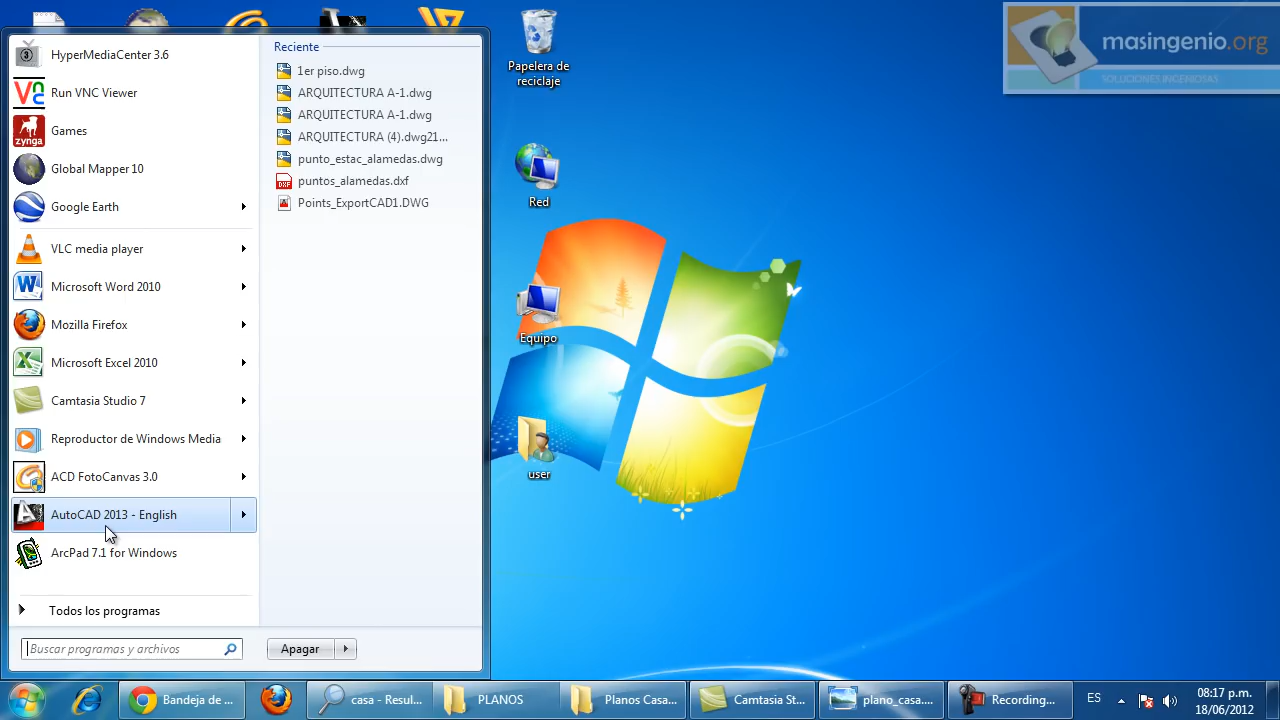 HyperMediaCenter 3.6
Run VNC Viewer
zynga
Games
Global Mapper 10
Google Earth
VLC media player
Microsoft Word 2010
Mozilla Firefox
Microsoft Excel 2010
Camtasia Studio 7
Reproductor de Windows Media
ACD FotoCanvas 3.0
AutoCAD 2013 - English
ArcPad 7.1 for Windows
Todos los programas
Buscar programas y archivos
Apagar
Reciente
1er piso.dwg
ARQUITECTURA A-1.dwg
ARQUITECTURA A-1.dwg
ARQUITECTURA (4).dwg21...
punto_estac_alamedas.dwg
DXF
puntos_alamedas.dxf
Points_ExportCAD1.DWG
Papelera de
reciclaje
Red
Equipo
user
masingenio.org
SOLUCIONES INGENIOSAS
Bandeja de ...
casa - Resul...
PLANOS
Planos Casa...
Camtasia St...
plano_casa....
Recording...
ES
08:17 p.m.
18/06/2012